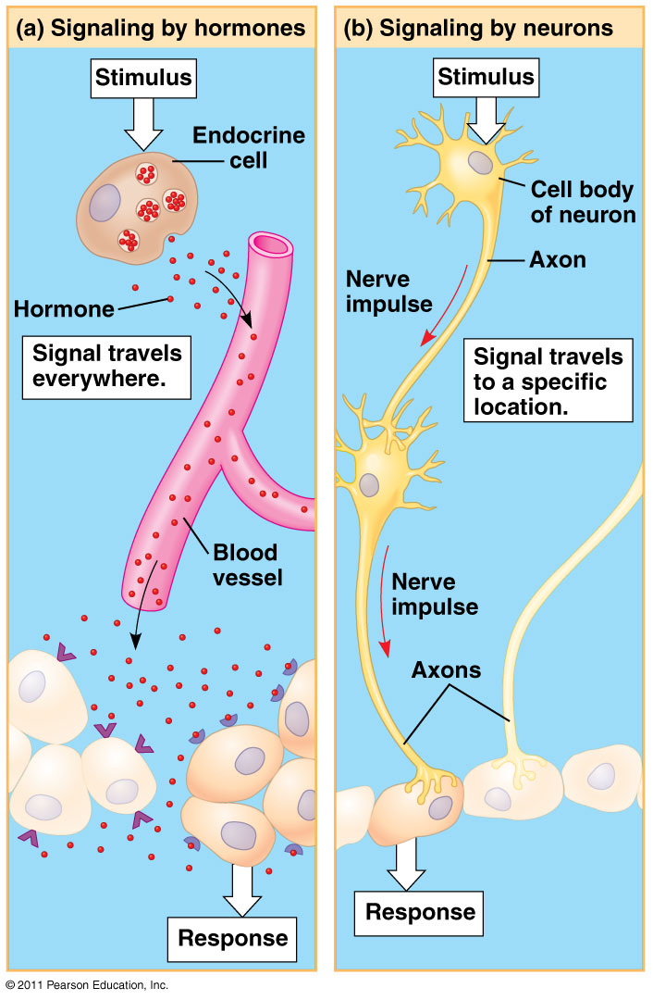 (a) Signaling by hormones
Stimulus
Endocrine
cell
Hormone
Signal travels
everywhere.
Blood
vessel
Response
(b) Signaling by neurons
Stimulus
Cell body
of neuron
Axon
Nerve
impulse
Signal travels
to a specific
location.
Nerve
impulse
Axons
Response
© 2011 Pearson Education, Inc.